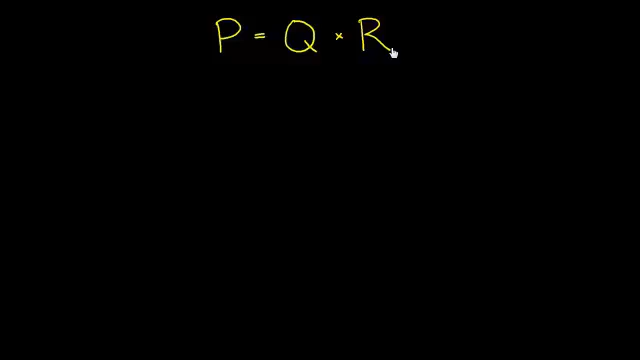 P = Q × R